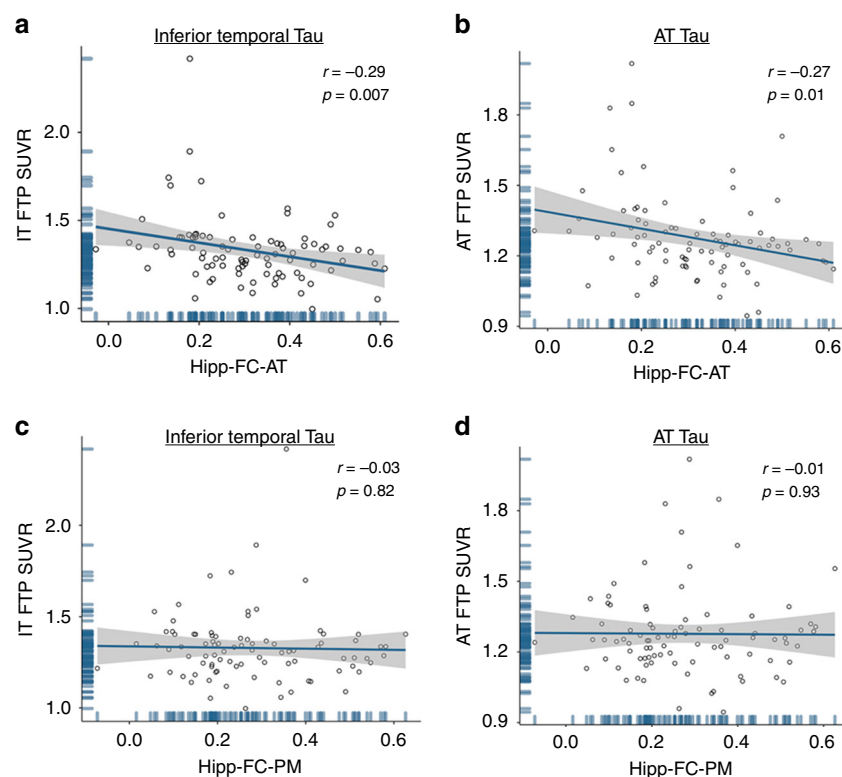 a
Inferior temporal Tau
r = –0.29
p = 0.007
IT FTP SUVR
2.0
1.5
1.0
0.0 0.2 0.4 0.6
Hipp-FC-AT
b
AT Tau
r = –0.27
p = 0.01
AT FTP SUVR
1.8
1.5
1.2
0.9
0.0 0.2 0.4 0.6
Hipp-FC-AT
c
Inferior temporal Tau
r = –0.03
p = 0.82
IT FTP SUVR
2.0
1.5
1.0
0.0 0.2 0.4 0.6
Hipp-FC-PM
d
AT Tau
r = –0.01
p = 0.93
AT FTP SUVR
1.8
1.5
1.2
0.9
0.0 0.2 0.4 0.6
Hipp-FC-PM